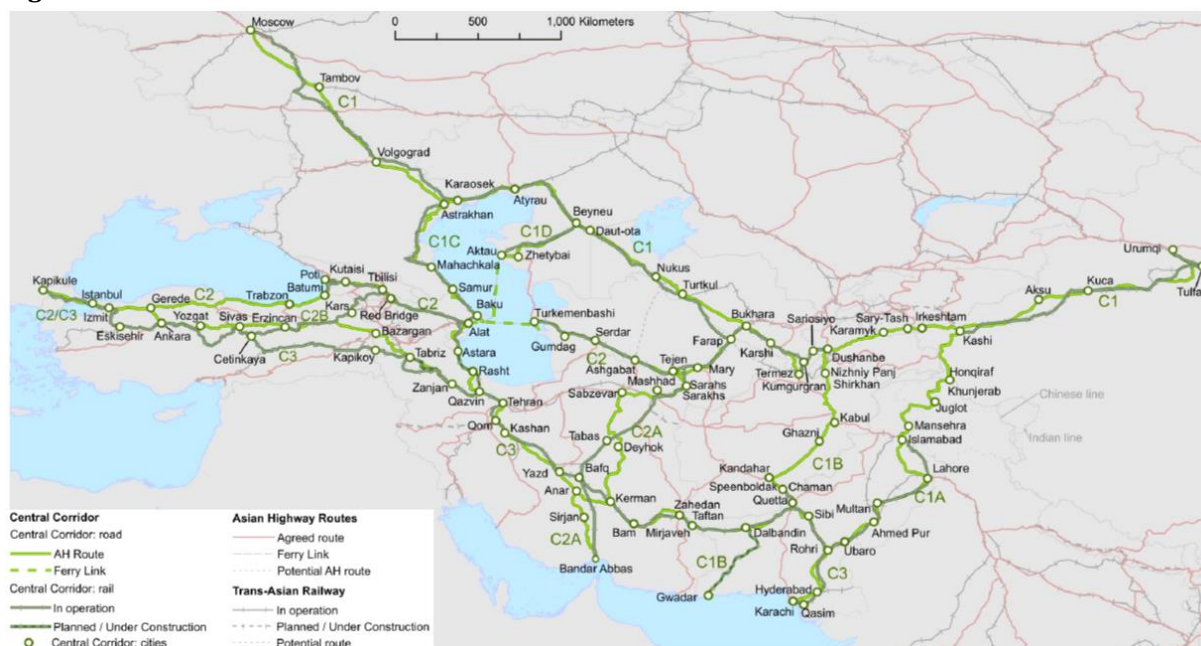 Moscow
0 500 1,000 Kilometers
Tambov
C1
Volgograd
Karaosek
Atyrau
Astrakhan
Beyneu
Daut-ota
C1D
C1C
Aktau
Zhetybai
C1
Nukus
Turtkul
Mahachkala
Samur
Baku
Urumqi
Tulfa
Kuca
C1
Aksu
Kapikule
Istanbul
C2/C3
Izmit
Eskisehir
Gerede
C2
Ankara
Yozgat
Sivas
Cetinkaya
Trabzon
Erzincan
C2B
Poti
Batumi
Kutaisi
Tbilisi
Kars
Red Bridge
C2
Bazargan
Alat
C3
Kapikoy
Tabriz
Astara
Rasht
Zanjan
Qazvin
Tehran
Turkemenbashi
Gumdag
Serdar
C2
Ashgabat
Tejen
Mary
Farap
Bukhara
Karshi
Sariosiyo
Termez
Kumgurgran
Karamyk
Sary-Tash
Irkeshtam
Kashi
Dushanbe
Nizhniy Panj
Shirkhan
Mashhad
Sarahs
Sarakhs
Sabzevar
Honqiraf
Khunjerab
Juglot
Mansehra
Islamabad
Chinese line
Indian line
Qom
Kashan
C3
Tabas
C2A
Deyhok
Kabul
Ghazni
C1B
Kandahar
Speenboldak
Chaman
Quetta
Lahore
C1A
Multan
Ahmed Pur
Yazd
Bafq
Anar
Sirjan
C2A
Bandar Abbas
Kerman
Bam
Zahedan
Mirjaveh
Taftan
Dalbandin
Sibi
Rohri
Ubaro
C1B
Gwadar
C3
Hyderabad
Karachi
Qasim
Central Corridor
Central Corridor: road
AH Route
Ferry Link
Central Corridor: rail
In operation
Planned / Under Construction
Central Corridor: cities
Asian Highway Routes
Agreed route
Ferry Link
Potential AH route
Trans-Asian Railway
In operation
Planned / Under Construction
Potential route